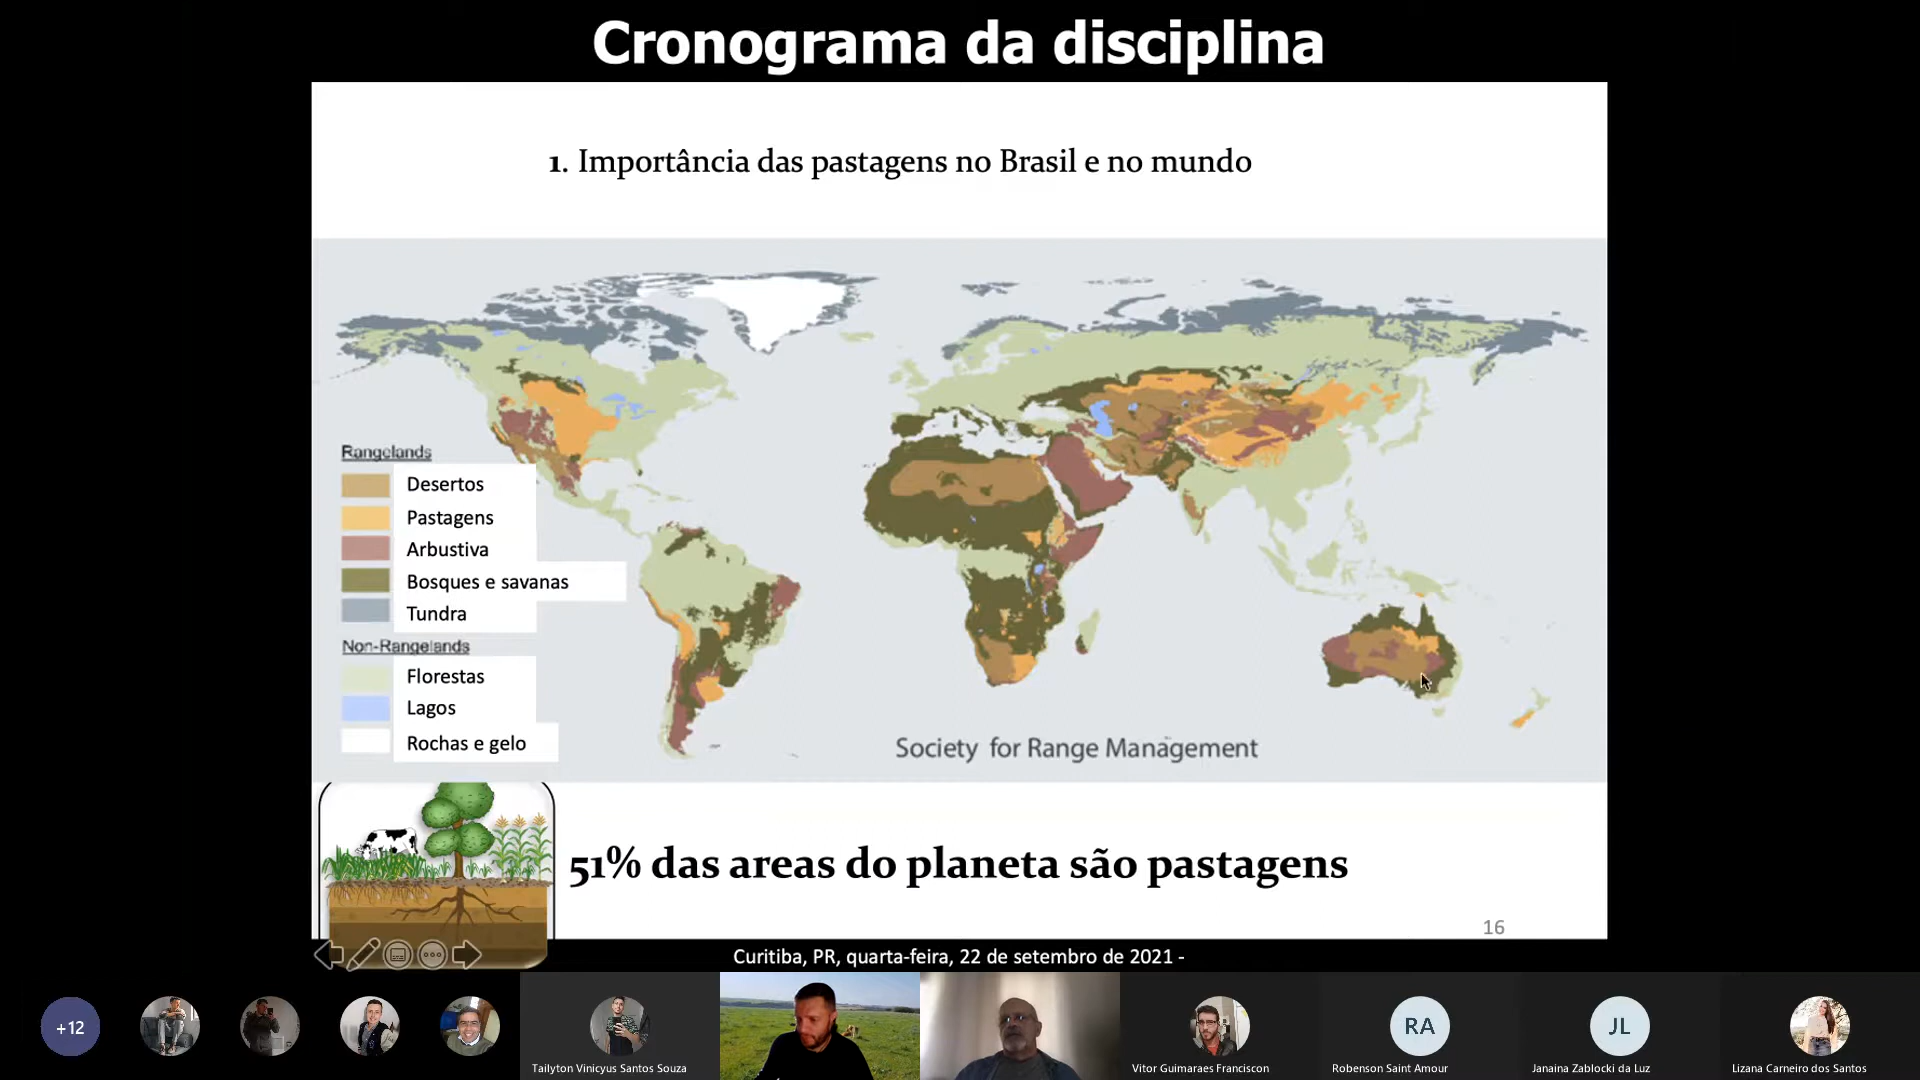 Cronograma da disciplina
1. Importância das pastagens no Brasil e no mundo
Rangelands
Desertos
Pastagens
Arbustiva
Bosques e savanas
Tundra
Non-Rangelands
Florestas
Lagos
Rochas e gelo
Society for Range Management
51% das areas do planeta são pastagens
16
Curitiba, PR, quarta-feira, 22 de setembro de 2021 -
+12
Tailyton Vinicyus Santos Souza
Vitor Guimaraes Franciscon
RA
Robenson Saint Amour
JL
Janaina Zablocki da Luz
Lizana Carneiro dos Santos